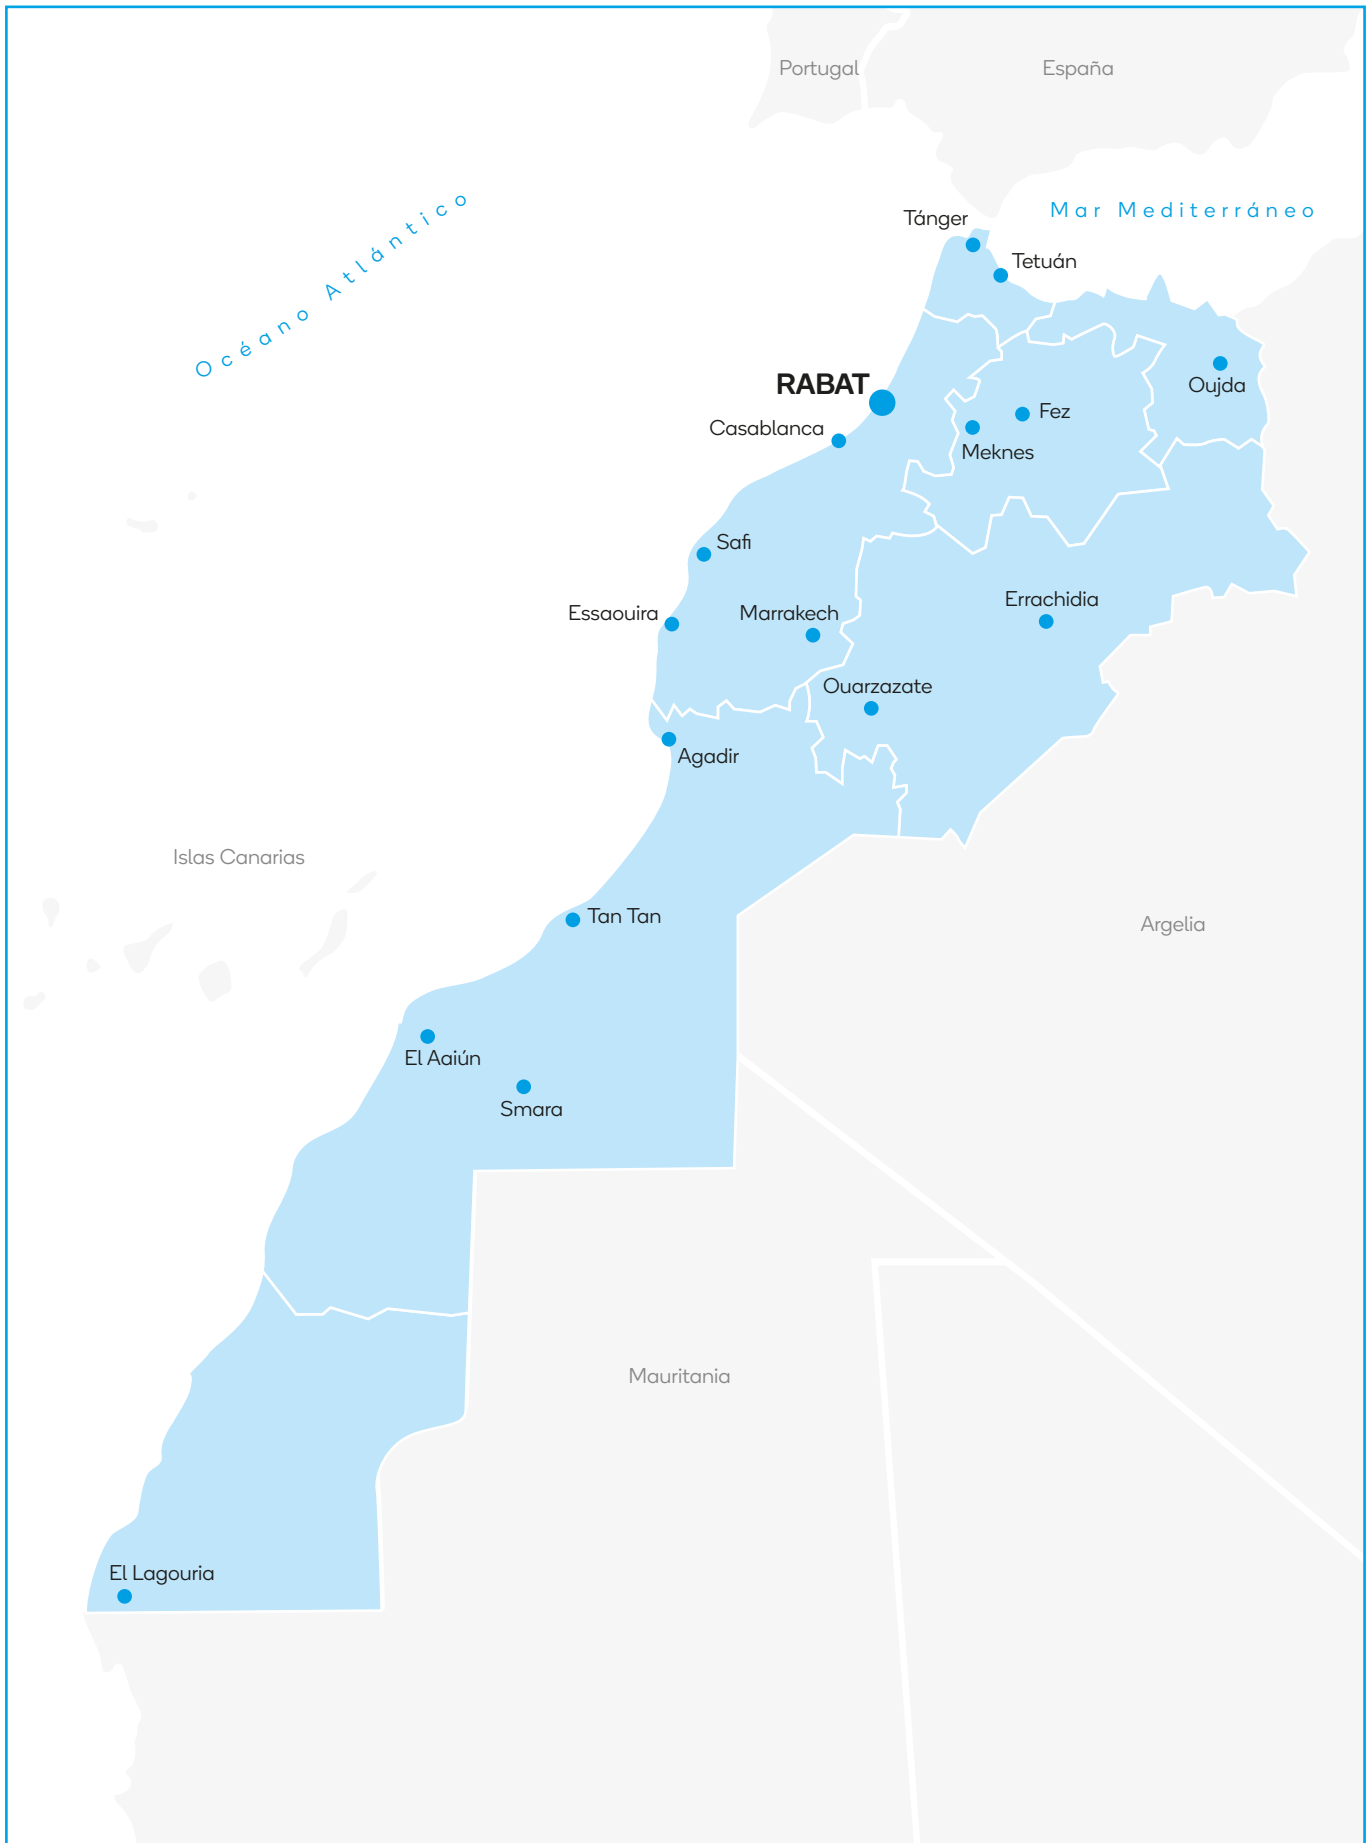 Portugal
España
Océano Atlántico
Mar Mediterráneo
Tánger
Tetuán
RABAT
Oujda
Casablanca
Fez
Meknes
Safi
Essaouira
Marrakech
Errachidia
Ouarzazate
Agadir
Islas Canarias
Tan Tan
Argelia
El Aaiún
Smara
Mauritania
El Lagouria